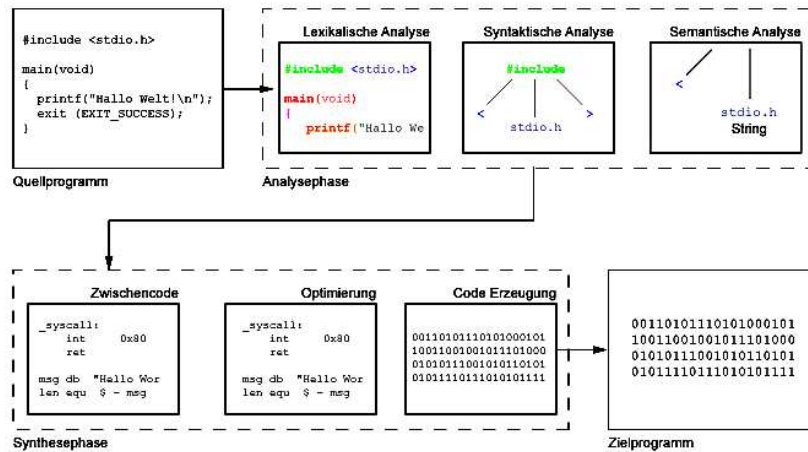 #include <stdio.h>
main(void)
{
printf("Hallo Welt!\n");
exit (EXIT_SUCCESS);
}
Quellprogramm
Lexikalische Analyse
#include <stdio.h>
main(void)
{
printf("Hallo We
Syntaktische Analyse
#include
< >
stdio.h
Semantische Analyse
<
stdio.h
String
Analysephase
Zwischencode
_syscall:
int 0x80
ret
msg db "Hello Wor
len equ $ - msg
Optimierung
_syscall:
int 0x80
ret
msg db "Hello Wor
len equ $ - msg
Code Erzeugung
00110101110101000101
10011001001011101000
01010111001010110101
01011110111010101111
Synthesephase
00110101110101000101
10011001001011101000
01010111001010110101
01011110111010101111
Zielprogramm